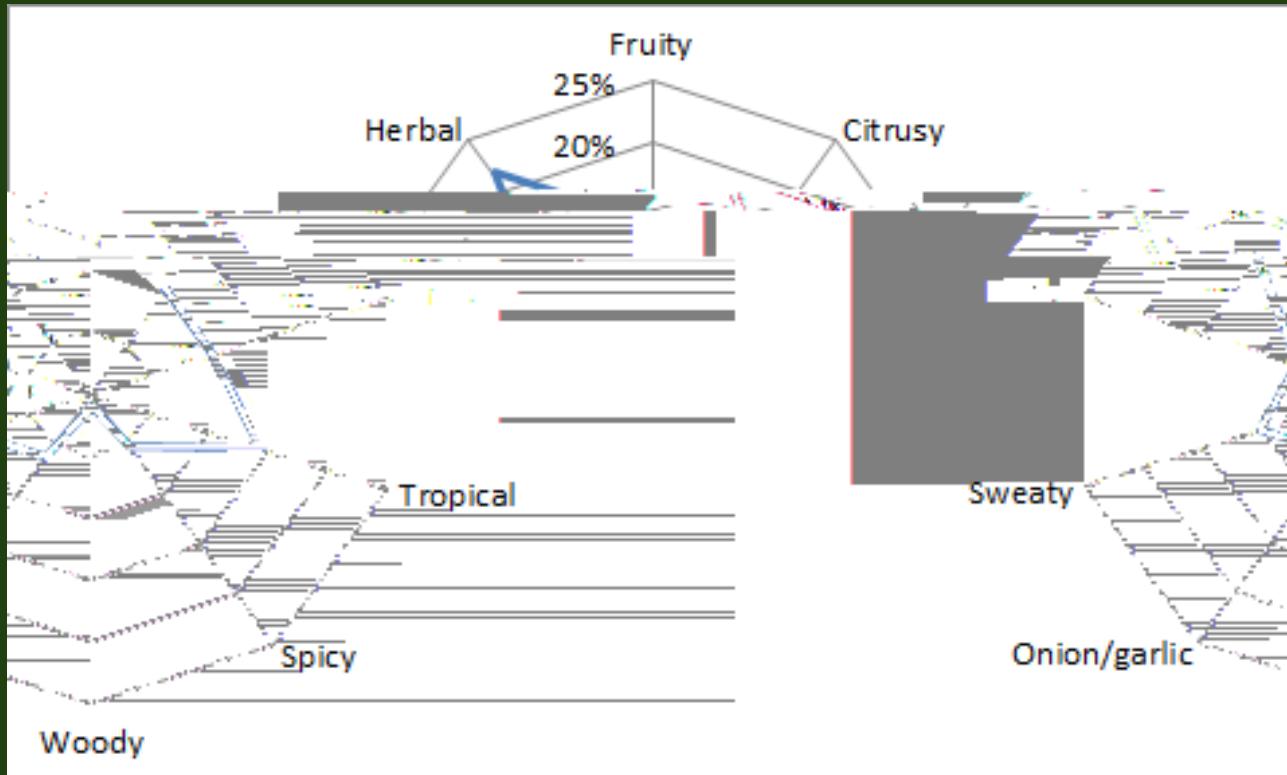 Fruity
25%
Herbal
Citrusy
20%
Tropical
Sweaty
Spicy
Onion/garlic
Woody